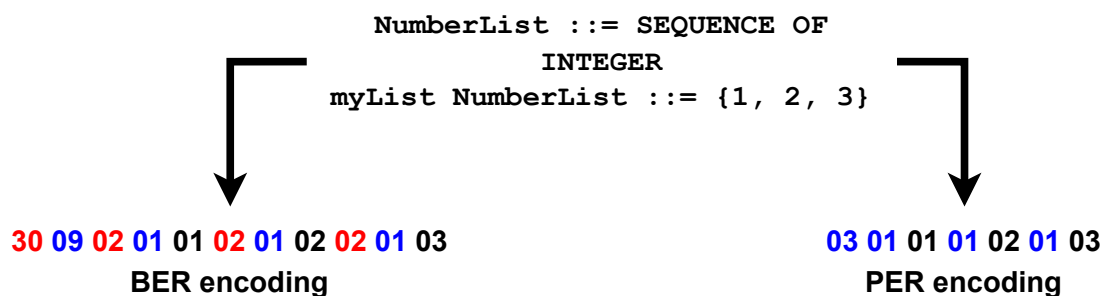 NumberList ::= SEQUENCE OF
INTEGER
myList NumberList ::= {1, 2, 3}
30 09 02 01 01 02 01 02 02 01 03
BER encoding
03 01 01 01 02 01 03
PER encoding